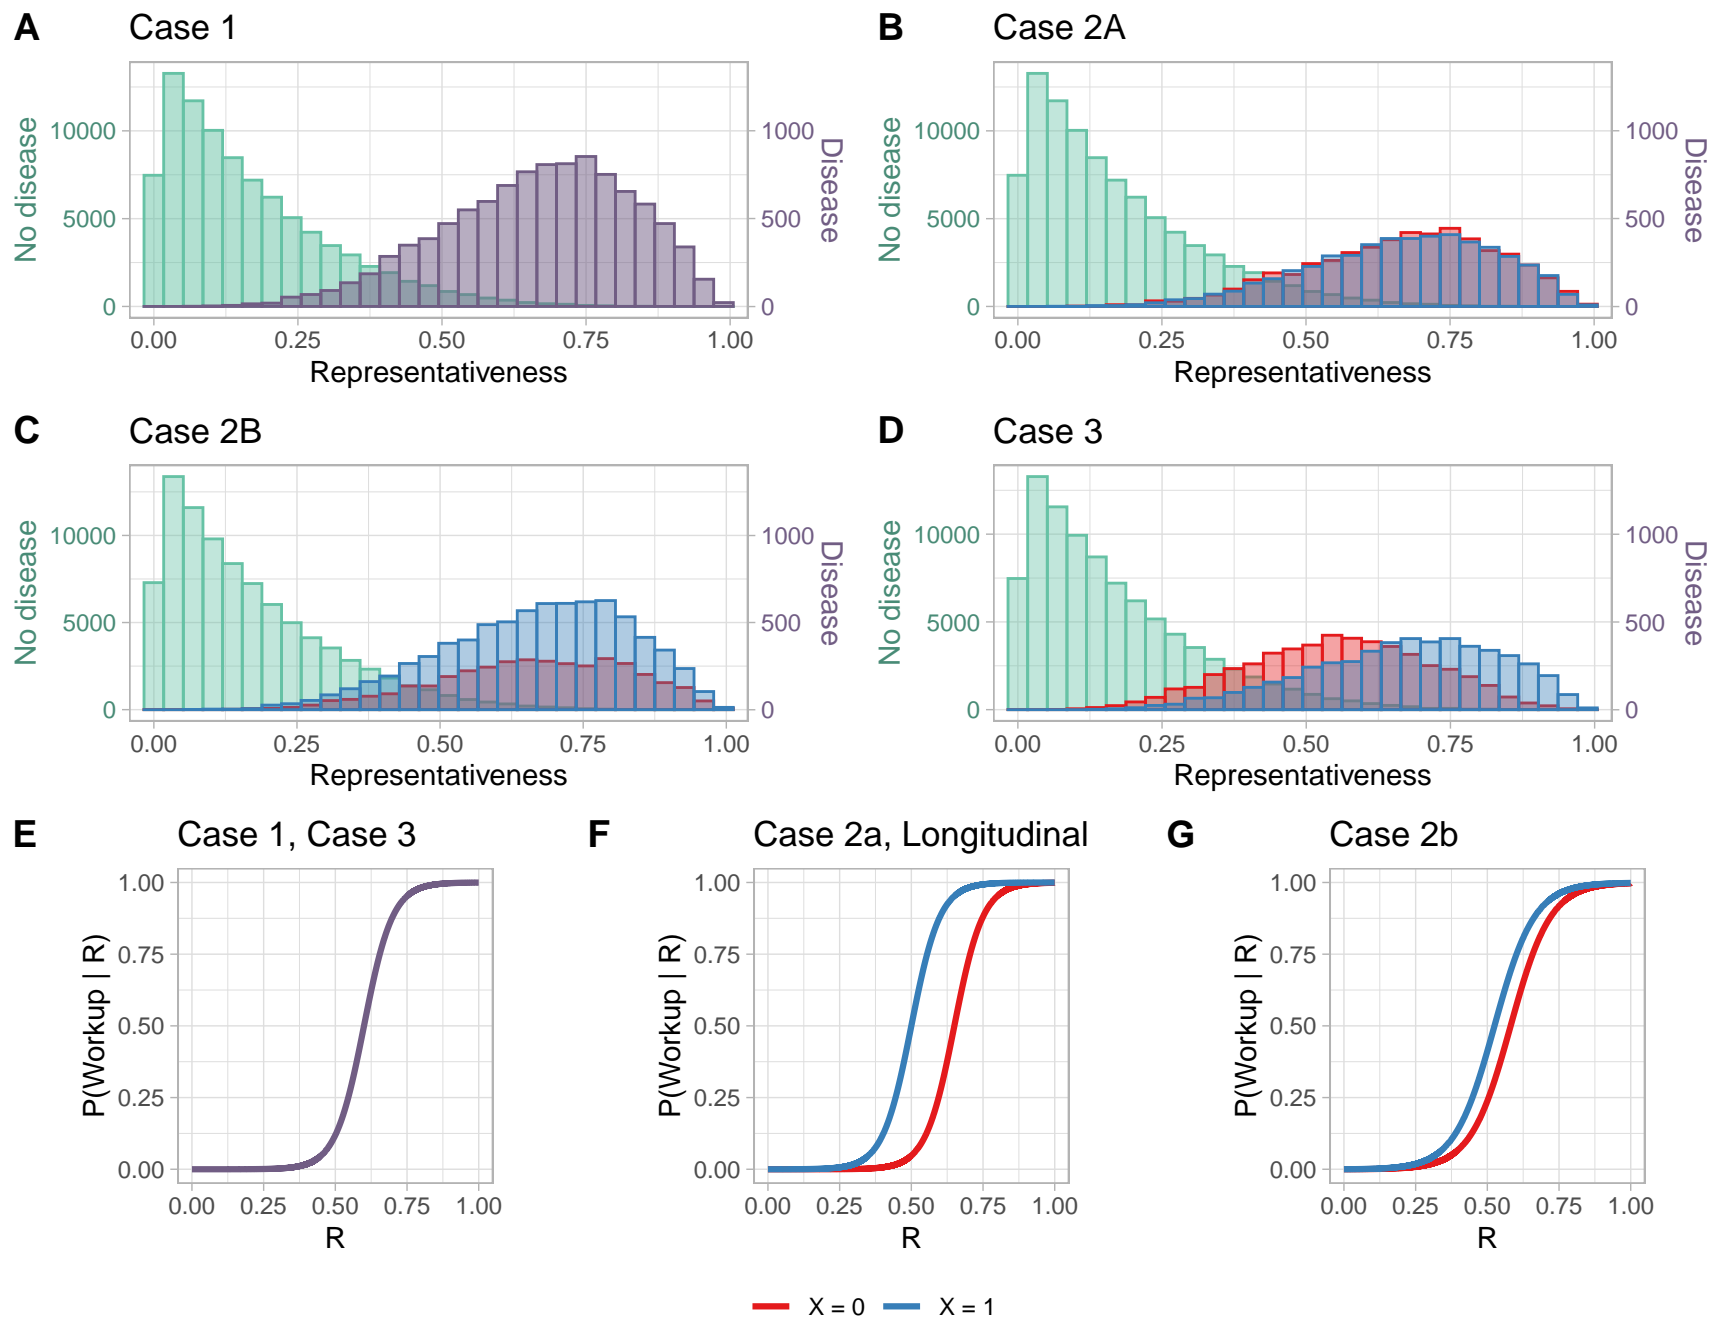 A Case 1
No disease
10000
5000
0
1000
500
0
Disease
0.00 0.25 0.50 0.75 1.00
Representativeness
B Case 2A
No disease
10000
5000
0
1000
500
0
Disease
0.00 0.25 0.50 0.75 1.00
Representativeness
C Case 2B
No disease
10000
5000
0
1000
500
0
Disease
0.00 0.25 0.50 0.75 1.00
Representativeness
D Case 3
No disease
10000
5000
0
1000
500
0
Disease
0.00 0.25 0.50 0.75 1.00
Representativeness
E Case 1, Case 3
P(Workup | R)
1.00
0.75
0.50
0.25
0.00
0.00 0.25 0.50 0.75 1.00
R
F Case 2a, Longitudinal
P(Workup | R)
1.00
0.75
0.50
0.25
0.00
0.00 0.25 0.50 0.75 1.00
R
G Case 2b
P(Workup | R)
1.00
0.75
0.50
0.25
0.00
0.00 0.25 0.50 0.75 1.00
R
X = 0 X = 1